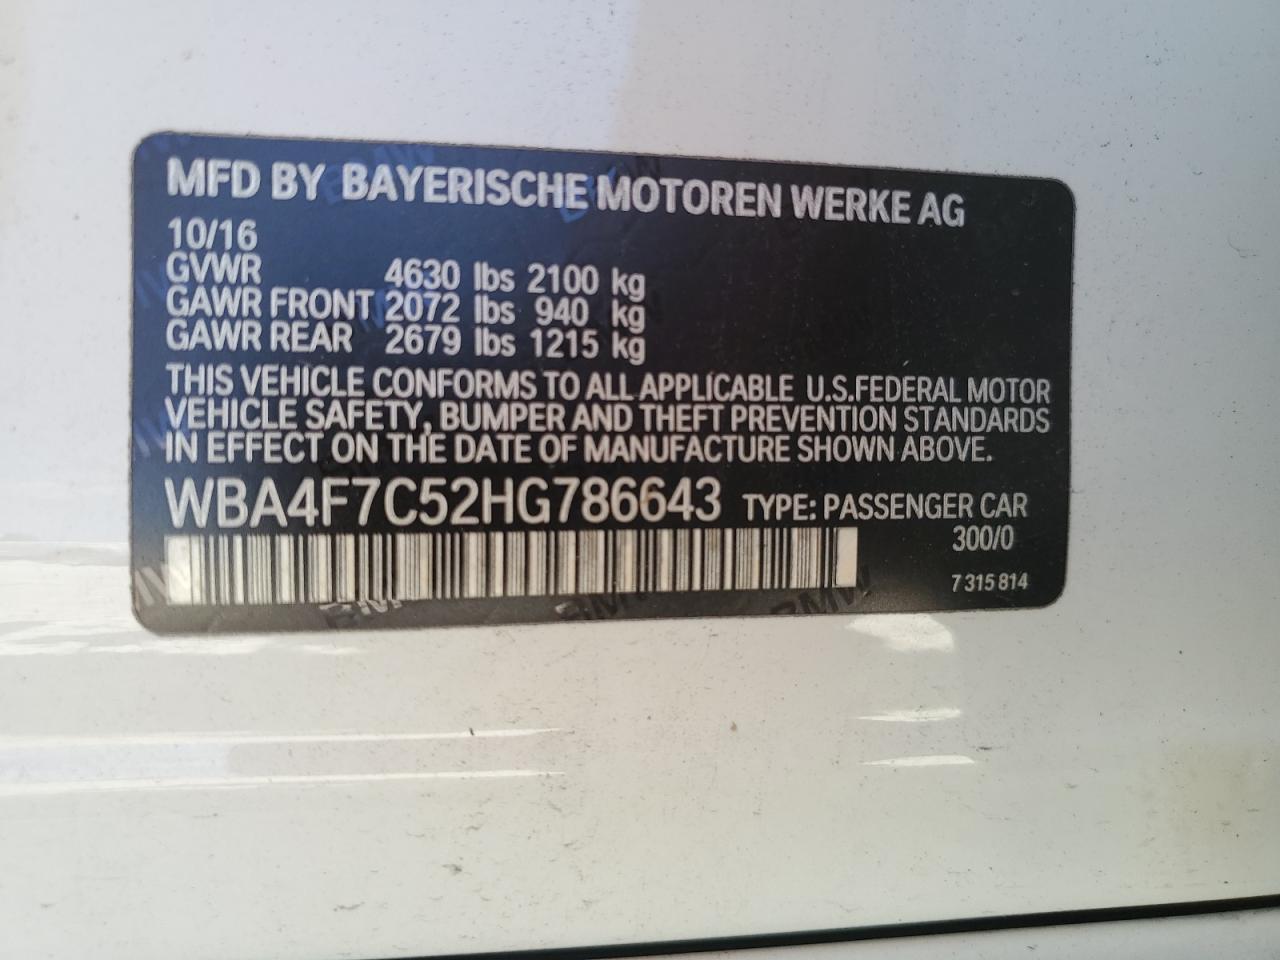 MFD BY BAYERISCHE MOTOREN WERKE AG
10/16
GVWR 4630 lbs 2100 kg
GAWR FRONT 2072 lbs 940 kg
GAWR REAR 2679 lbs 1215 kg
THIS VEHICLE CONFORMS TO ALL APPLICABLE U.S.FEDERAL MOTOR
VEHICLE SAFETY, BUMPER AND THEFT PREVENTION STANDARDS
IN EFFECT ON THE DATE OF MANUFACTURE SHOWN ABOVE.
WBA4F7C52HG786643 TYPE: PASSENGER CAR
300/0
7 315 814
BMW
BMW
BMW